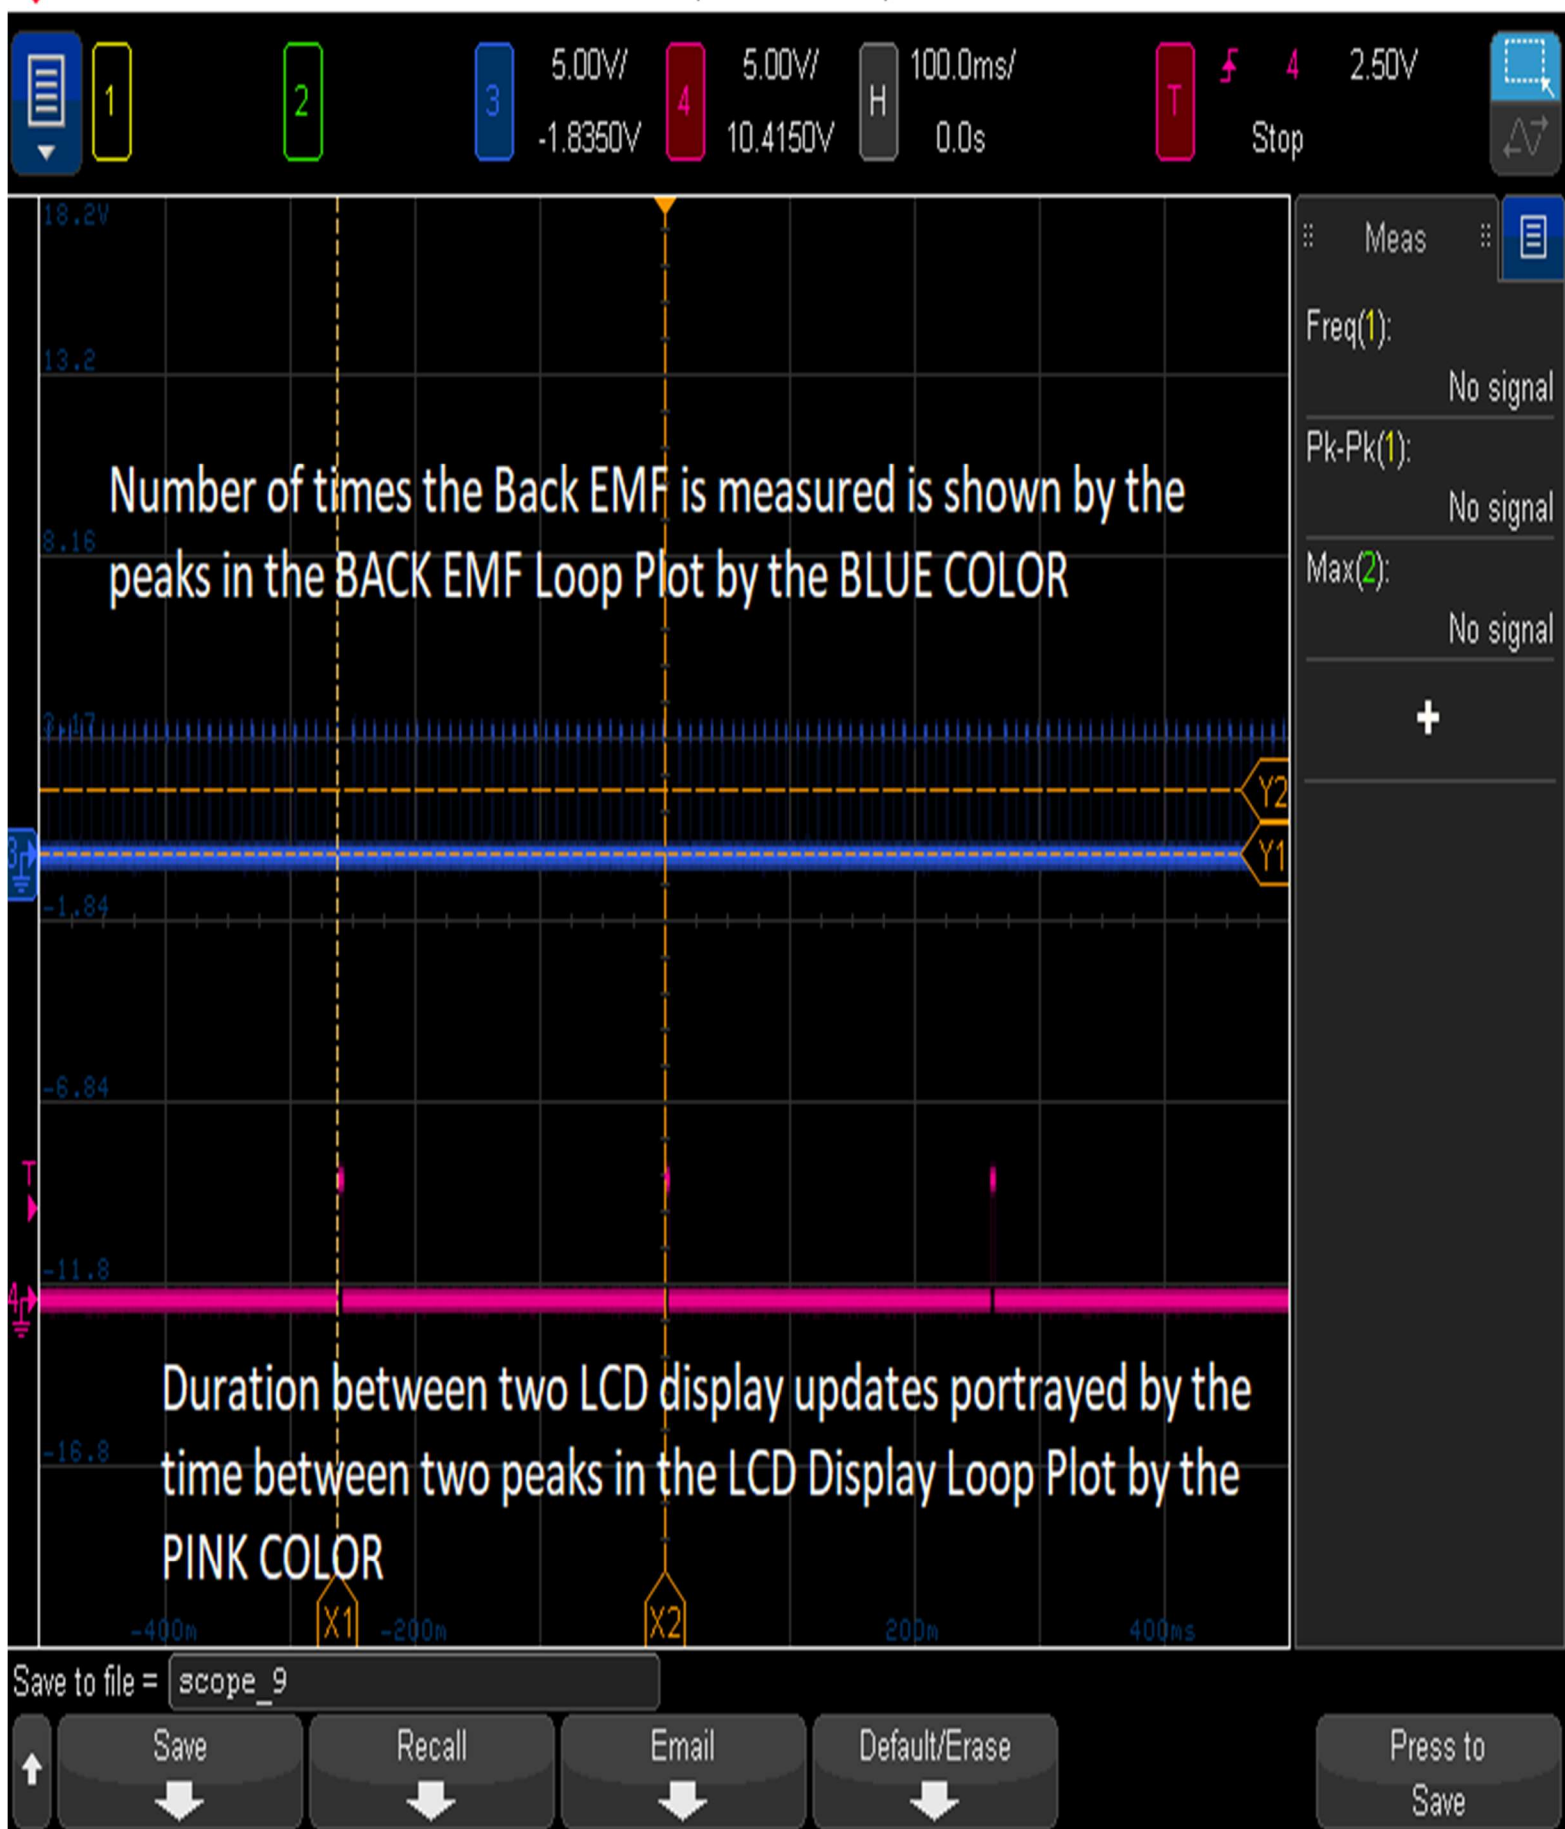 1 2 3 5.00V/ 4 5.00V/ H 100.0ms/ T 4 2.50V
-1.8350V 10.4150V 0.0s Stop
18.2V
Meas
Freq(1):
No signal
13.2
Pk-Pk(1):
No signal
Number of times the Back EMF is measured is shown by the
8.16
Max(2):
peaks in the BACK EMF Loop Plot by the BLUE COLOR
No signal
3.17
+
Y2
3
Y1
-1.84
-6.84
T
-11.8
4
Duration between two LCD display updates portrayed by the
-16.8
time between two peaks in the LCD Display Loop Plot by the
PINK COLOR
-400m X1 -200m X2 200m 400ms
Save to file = scope_9
Save Recall Email Default/Erase Press to
Save